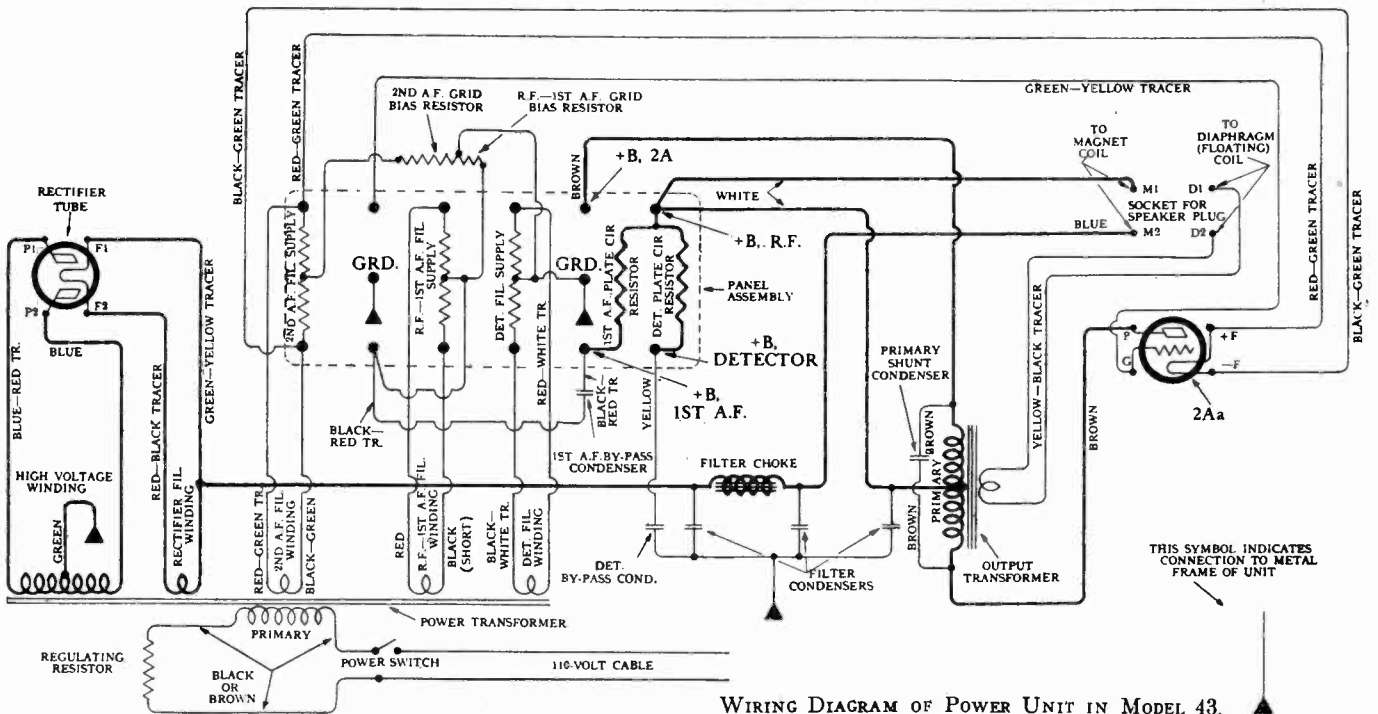 BLACK—GREEN TRACER
RED—GREEN TRACER
2ND A.F. GRID
BIAS RESISTOR
R.F.—1ST A.F. GRID
BIAS RESISTOR
GREEN—YELLOW TRACER
TO
MAGNET
COIL
TO
DIAPHRAGM
(FLOATING)
COIL
RED—GREEN TRACER
BLACK—GREEN TRACER
BROWN
+B, 2A
WHITE
M1
D1
SOCKET FOR
SPEAKER PLUG
M2
D2
BLUE
+B, R.F.
RECTIFIER
TUBE
P1
F1
P2
F2
BLUE
BLUE—RED TR.
GREEN—YELLOW TRACER
RED—BLACK TRACER
2ND A.F. FIL SUPPLY
GRD.
R.F.—1ST A.F. FIL
SUPPLY
DET. FIL SUPPLY
GRD.
1ST A.F. PLATE CIR
RESISTOR
DET. PLATE CIR
RESISTOR
PANEL
ASSEMBLY
RED—WHITE TR
+B,
DETECTOR
+B,
1ST A.F.
BLACK—
RED TR.
BLACK—
RED TR
YELLOW
1ST A.F. BY-PASS
CONDENSER
PRIMARY
SHUNT
CONDENSER
YELLOW—BLACK TRACER
P
G
+F
—F
2Aa
BROWN
HIGH VOLTAGE
WINDING
GREEN
RECTIFIER FIL.
WINDING
RED—GREEN TR.
2ND A.F. FIL.
WINDING
BLACK—GREEN
RED
R.F.—1ST A.F. FIL.
WINDING
BLACK
(SHORT)
BLACK—
WHITE TR.
DET. FIL
WINDING
FILTER CHOKE
BROWN
BROWN
PRIMARY
DET.
BY-PASS COND.
FILTER
CONDENSERS
OUTPUT
TRANSFORMER
THIS SYMBOL INDICATES
CONNECTION TO METAL
FRAME OF UNIT
PRIMARY
POWER TRANSFORMER
REGULATING
RESISTOR
BLACK
OR
BROWN
POWER SWITCH
110-VOLT CABLE
WIRING DIAGRAM OF POWER UNIT IN MODEL 43.